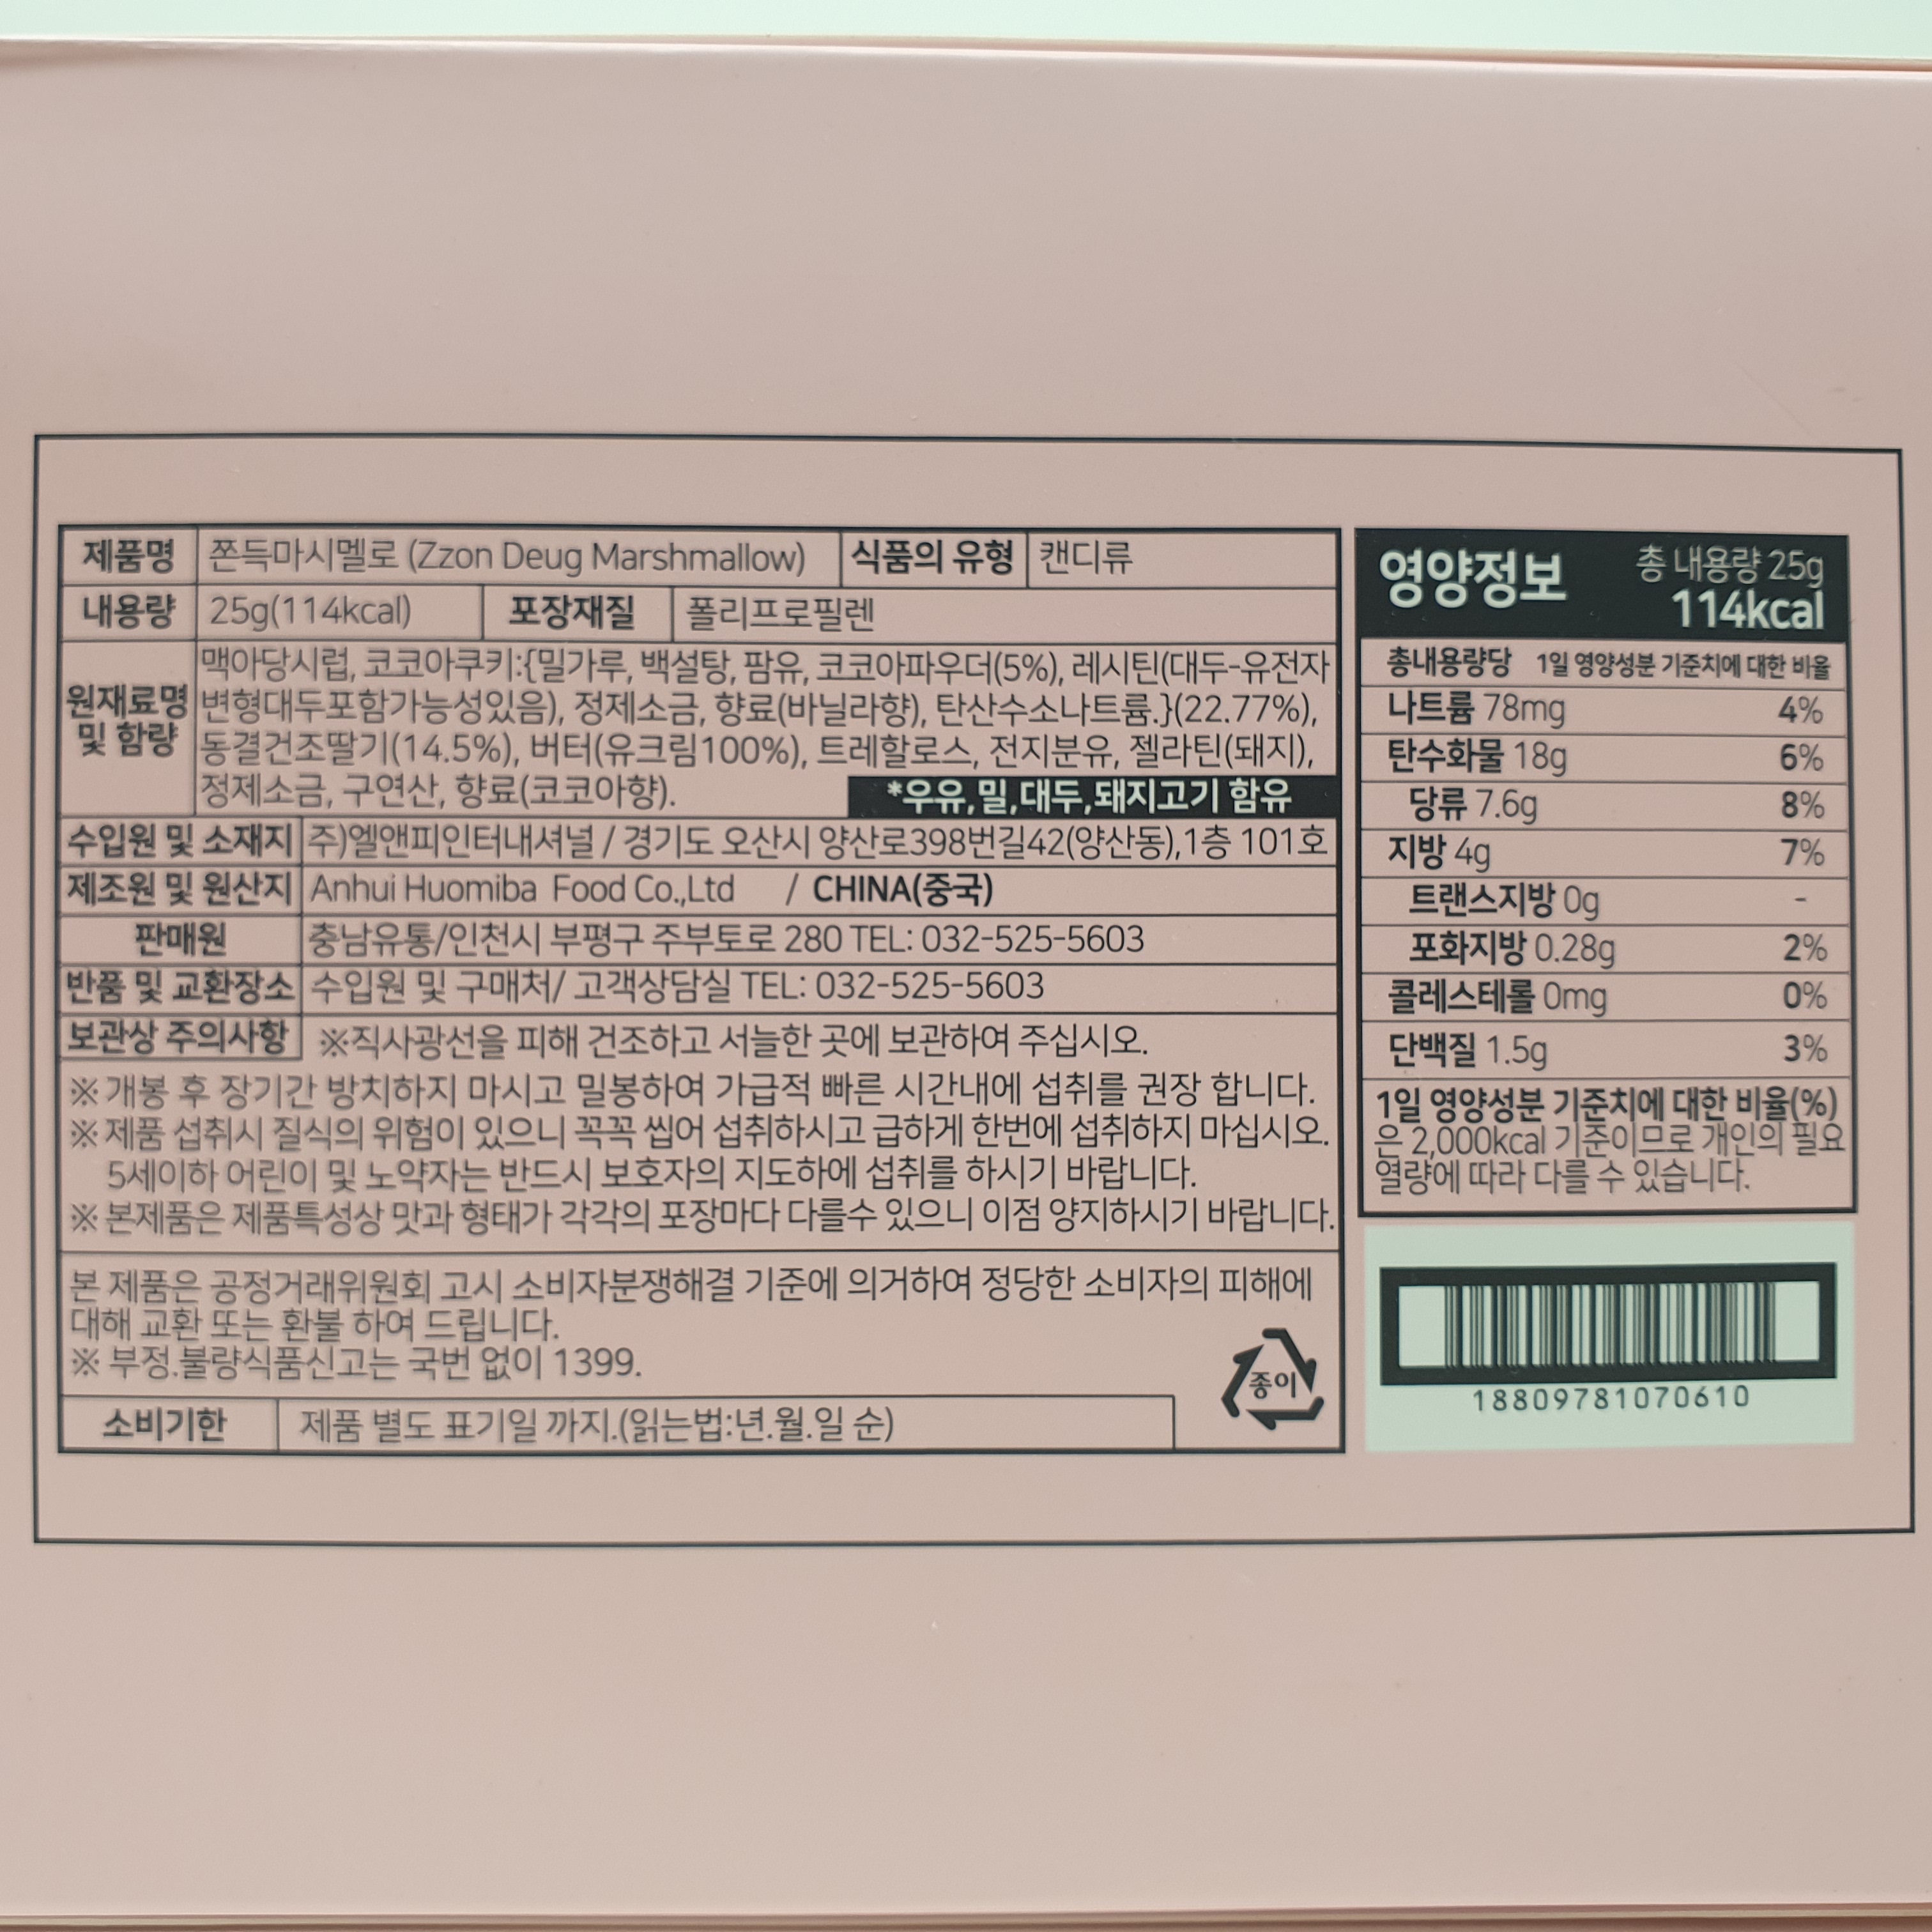 제품명 쫀득마시멜로 (Zzon Deug Marshmallow) 식품의 유형 캔디류
내용량 25g(114kcal) 포장재질 폴리프로필렌
원재료명 및 함량
맥아당시럽, 코코아쿠키:{밀가루, 백설탕, 팜유, 코코아파우더(5%), 레시틴(대두-유전자
변형대두포함가능성있음), 정제소금, 향료(바닐라향), 탄산수소나트륨.}(22.77%),
동결건조딸기(14.5%), 버터(유크림100%), 트레할로스, 전지분유, 젤라틴(돼지),
정제소금, 구연산, 향료(코코아향).
*우유,밀,대두,돼지고기 함유
수입원 및 소재지 주)엘앤피인터내셔널 / 경기도 오산시 양산로398번길42(양산동),1층 101호
제조원 및 원산지 Anhui Huomiba Food Co.,Ltd / CHINA(중국)
판매원 충남유통/인천시 부평구 주부토로 280 TEL: 032-525-5603
반품 및 교환장소 수입원 및 구매처/ 고객상담실 TEL: 032-525-5603
보관상 주의사항 ※직사광선을 피해 건조하고 서늘한 곳에 보관하여 주십시오.
※개봉 후 장기간 방치하지 마시고 밀봉하여 가급적 빠른 시간내에 섭취를 권장 합니다.
※제품 섭취시 질식의 위험이 있으니 꼭꼭 씹어 섭취하시고 급하게 한번에 섭취하지 마십시오.
5세이하 어린이 및 노약자는 반드시 보호자의 지도하에 섭취를 하시기 바랍니다.
※본제품은 제품특성상 맛과 형태가 각각의 포장마다 다를수 있으니 이점 양지하시기 바랍니다.
본 제품은 공정거래위원회 고시 소비자분쟁해결 기준에 의거하여 정당한 소비자의 피해에
대해 교환 또는 환불 하여 드립니다.
※ 부정.불량식품신고는 국번 없이 1399.
종이
소비기한 제품 별도 표기일 까지.(읽는법:년.월.일 순)
영양정보 총 내용량 25g
114kcal
총내용량당 1일 영양성분 기준치에 대한 비율
나트륨 78mg 4%
탄수화물 18g 6%
당류 7.6g 8%
지방 4g 7%
트랜스지방 0g -
포화지방 0.28g 2%
콜레스테롤 0mg 0%
단백질 1.5g 3%
1일 영양성분 기준치에 대한 비율(%)
은 2,000kcal 기준이므로 개인의 필요
열량에 따라 다를 수 있습니다.
18809781070610